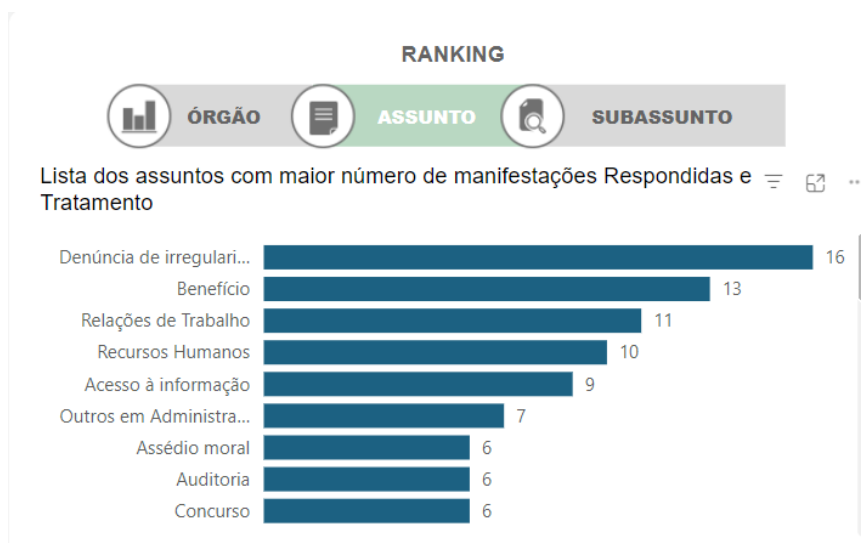 RANKING
ÓRGÃO ASSUNTO SUBASSUNTO
Lista dos assuntos com maior número de manifestações Respondidas e
Tratamento
Denúncia de irregulari... 16
Benefício 13
Relações de Trabalho 11
Recursos Humanos 10
Acesso à informação 9
Outros em Administra... 7
Assédio moral 6
Auditoria 6
Concurso 6